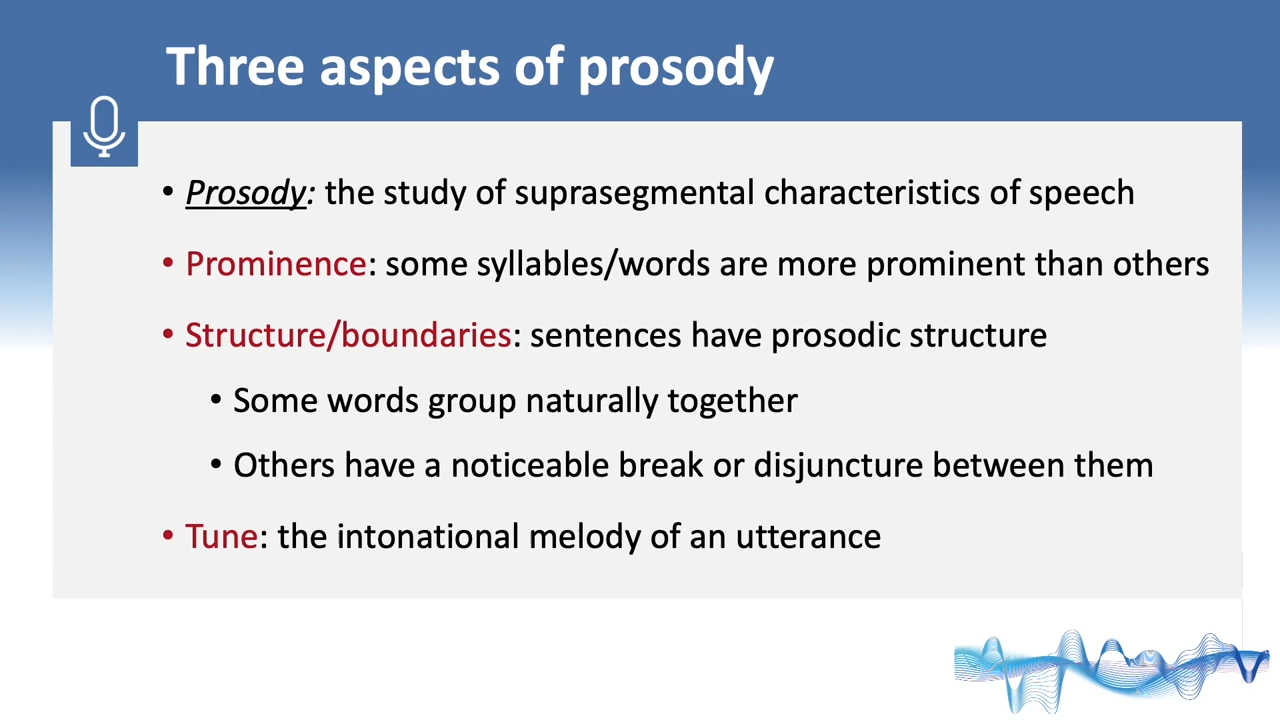 Three aspects of prosody
• Prosody: the study of suprasegmental characteristics of speech
• Prominence: some syllables/words are more prominent than others
• Structure/boundaries: sentences have prosodic structure
• Some words group naturally together
• Others have a noticeable break or disjuncture between them
• Tune: the intonational melody of an utterance